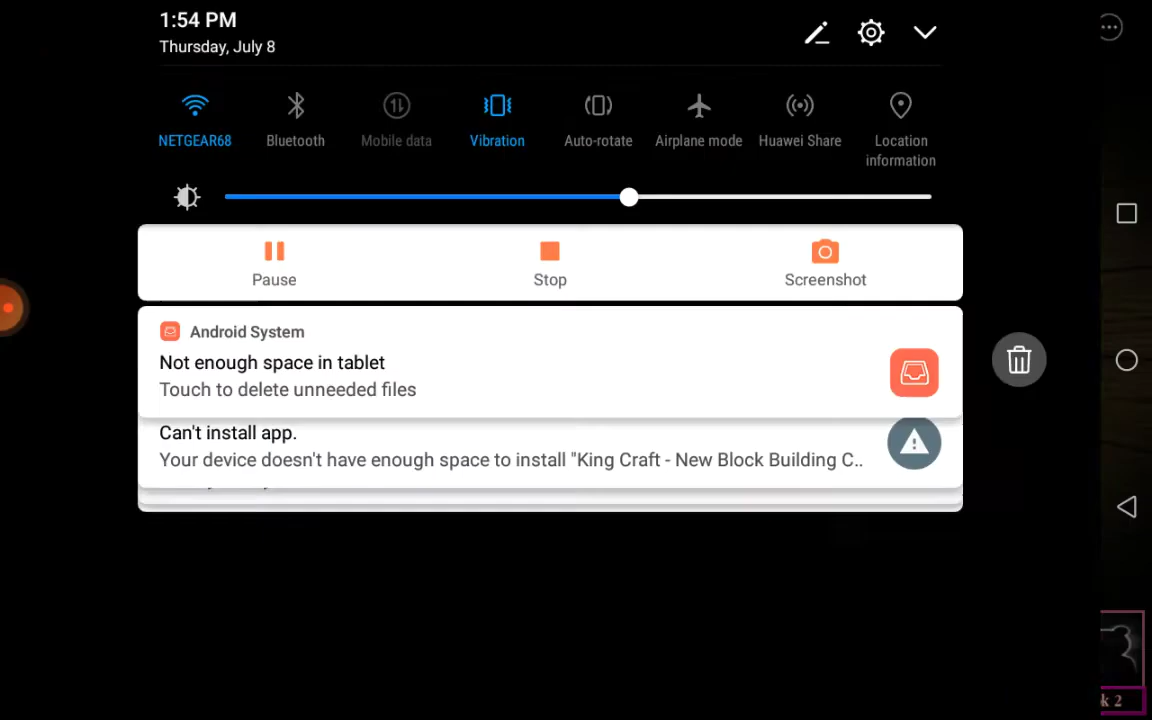 1:54 PM
Thursday, July 8
NETGEAR68
Bluetooth
Mobile data
Vibration
Auto-rotate
Airplane mode
Huawei Share
Location
information
Pause
Stop
Screenshot
Android System
Not enough space in tablet
Touch to delete unneeded files
Can't install app.
Your device doesn't have enough space to install "King Craft - New Block Building C..
k 2